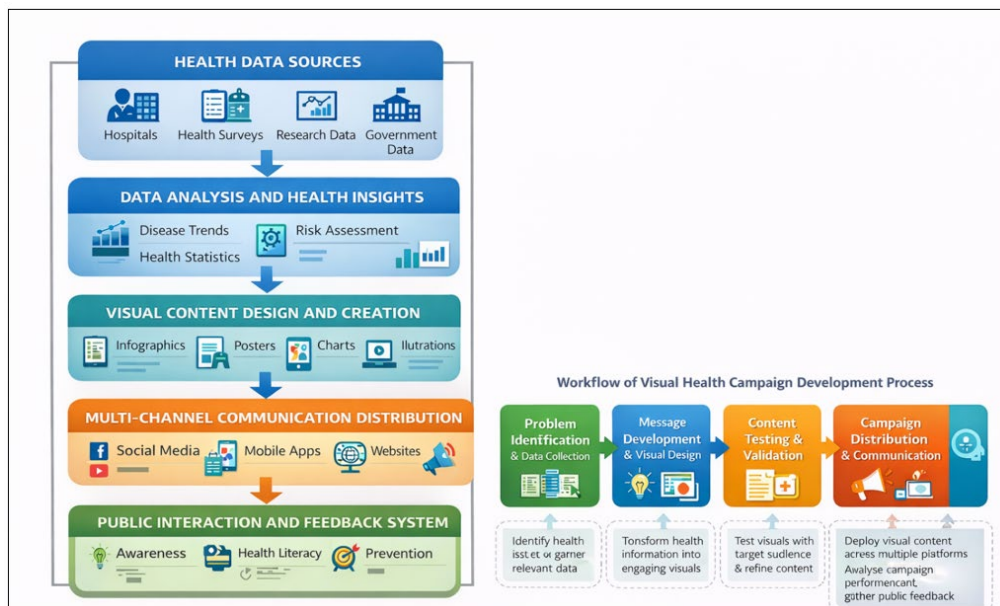 HEALTH DATA SOURCES
Hospitals
Health Surveys
Research Data
Government
Data
DATA ANALYSIS AND HEALTH INSIGHTS
Disease Trends
Risk Assessment
Health Statistics
VISUAL CONTENT DESIGN AND CREATION
Infographics
Posters
Charts
Ilutrations
MULTI-CHANNEL COMMUNICATION DISTRIBUTION
Social Media
Mobile Apps
Websites
PUBLIC INTERACTION AND FEEDBACK SYSTEM
Awareness
Health Literacy
Prevention
Workflow of Visual Health Campaign Development Process
Problem
Identification
& Data Collection
Message
Development
& Visual Design
Content
Testing &
Validation
Campaign
Distribution
& Communication
Identify health
or garner
relevant data
Tonsform health
information into
engaging visuals
Test visuals with
target sudience
& refine content
Deploy visual content
acress multiple platforms
Awalyse campaign
performencant,
gather public feedback